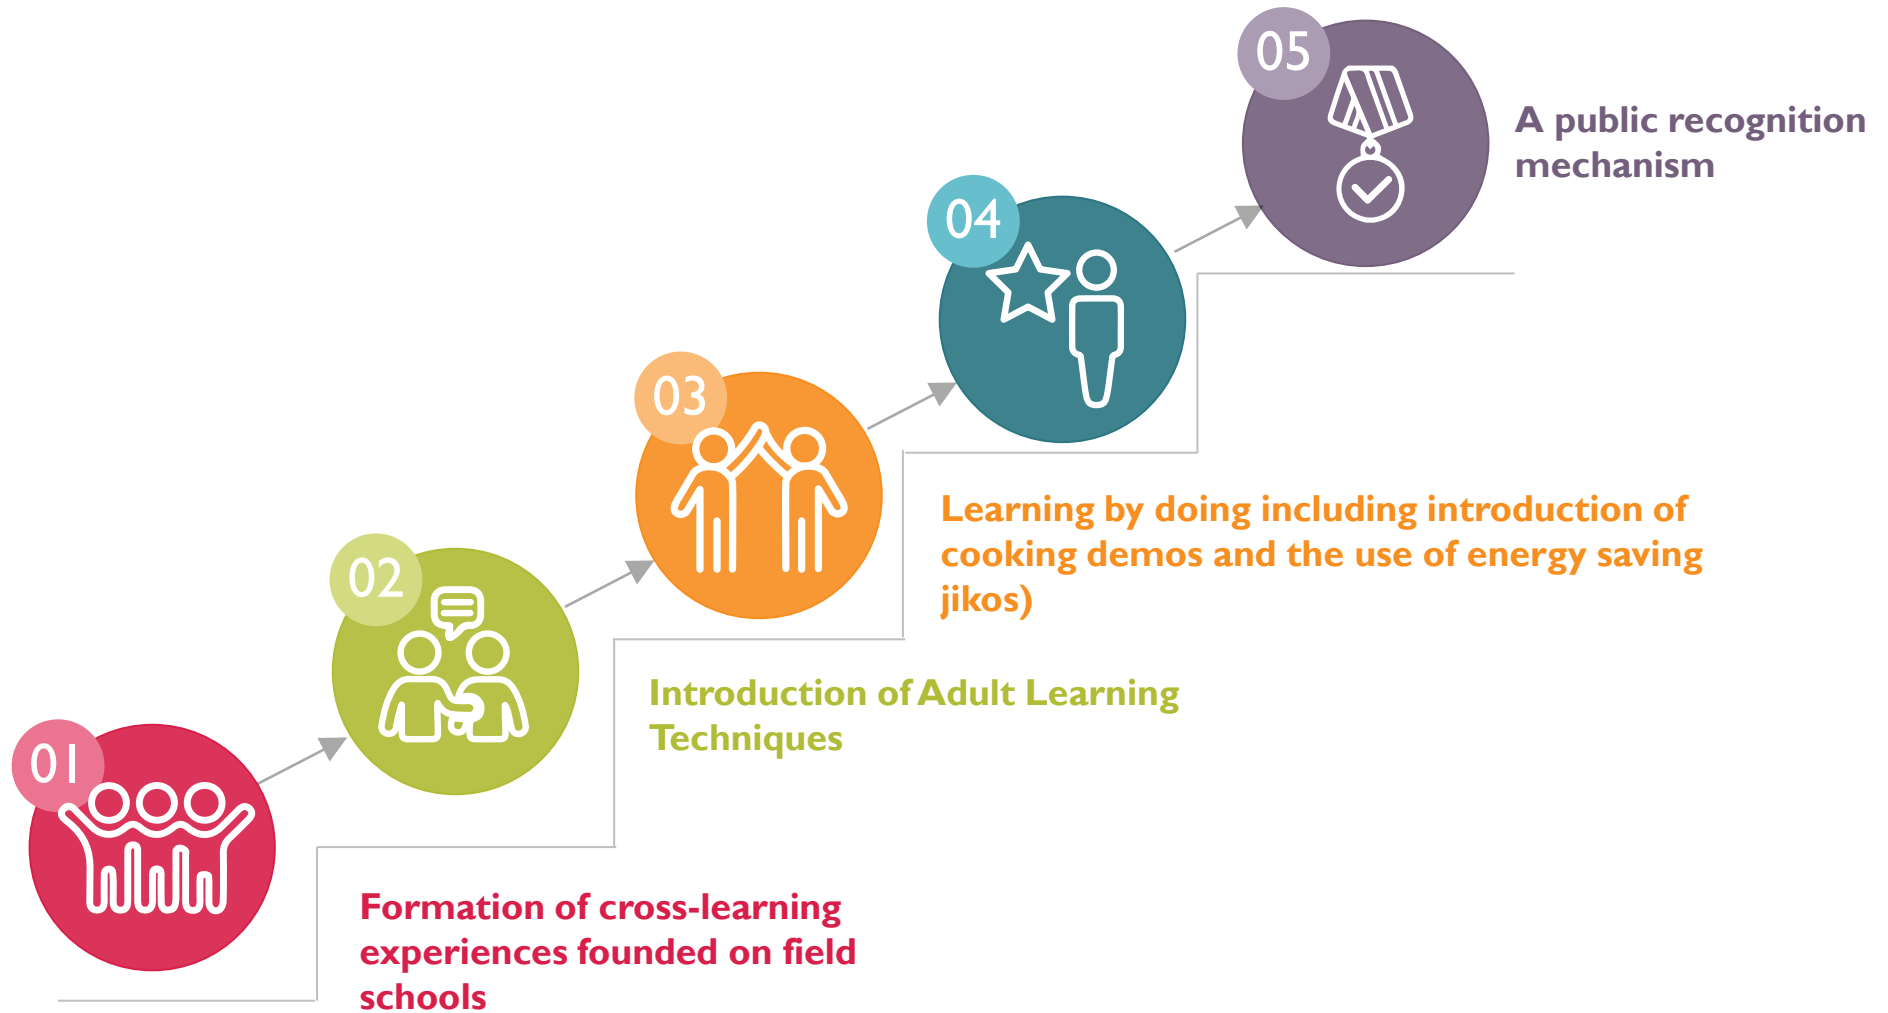 01
Formation of cross-learning
experiences founded on field
schools
02
Introduction of Adult Learning
Techniques
03
Learning by doing including introduction of
cooking demos and the use of energy saving
jikos)
04
05
A public recognition
mechanism